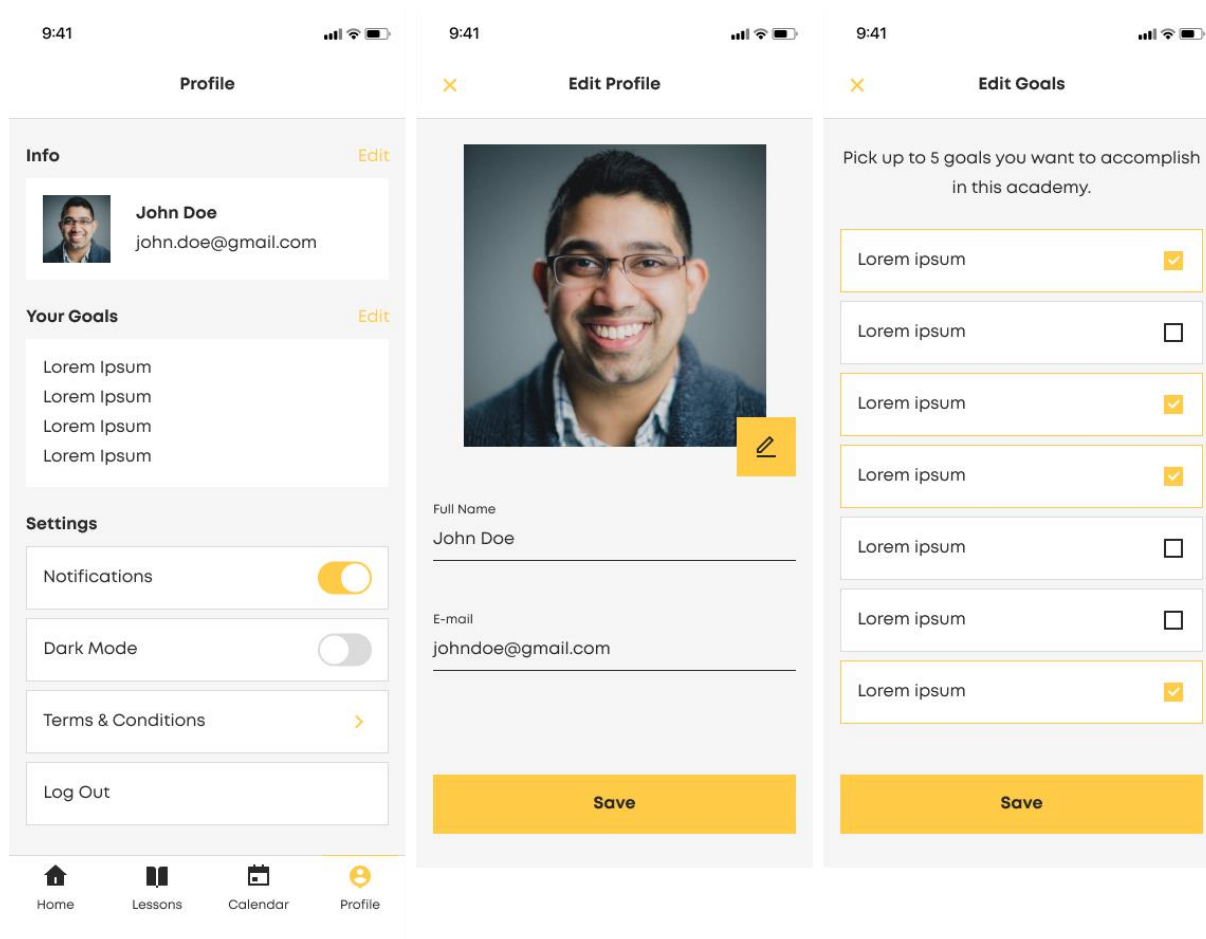 9:41
Profile
Info
Edit
John Doe
john.doe@gmail.com
Your Goals
Edit
Lorem Ipsum
Lorem Ipsum
Lorem Ipsum
Lorem Ipsum
Settings
Notifications
Dark Mode
Terms & Conditions
Log Out
Home
Lessons
Calendar
Profile
9:41
Edit Profile
Full Name
John Doe
E-mail
johndoe@gmail.com
Save
9:41
Edit Goals
Pick up to 5 goals you want to accomplish
in this academy.
Lorem ipsum
Lorem ipsum
Lorem ipsum
Lorem ipsum
Lorem ipsum
Lorem ipsum
Lorem ipsum
Save